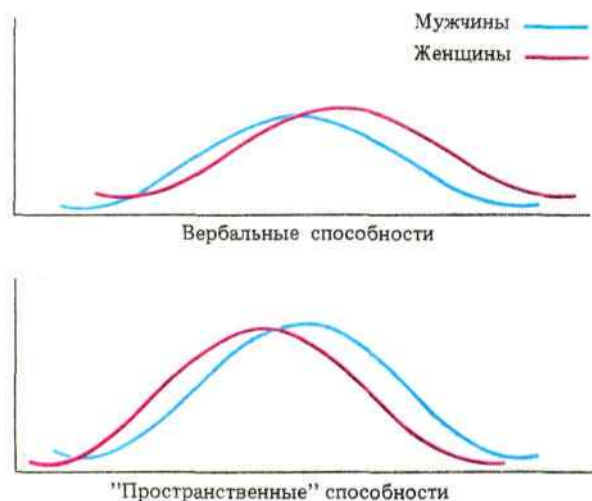 Мужчины
Женщины
Вербальные способности
"Пространственные" способности